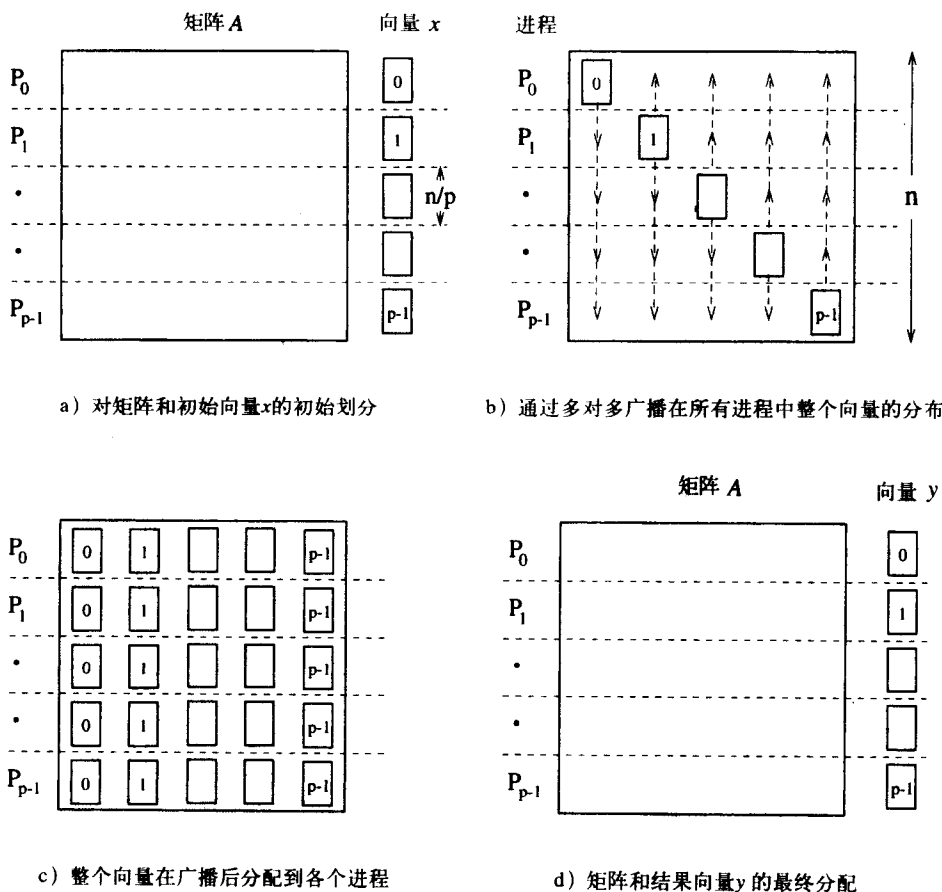 矩阵 A 向量 x 进程
P0 0 0
P1 1 1
n/p n
Pp-1 p-1 p-1
a）对矩阵和初始向量x的初始划分 b）通过多对多广播在所有进程中整个向量的分布
矩阵 A 向量 y
P0 0 1 p-1 P0 0
P1 0 1 p-1 P1 1
0 1 p-1
0 1 p-1
Pp-1 0 1 p-1 Pp-1 p-1
c）整个向量在广播后分配到各个进程 d）矩阵和结果向量y 的最终分配